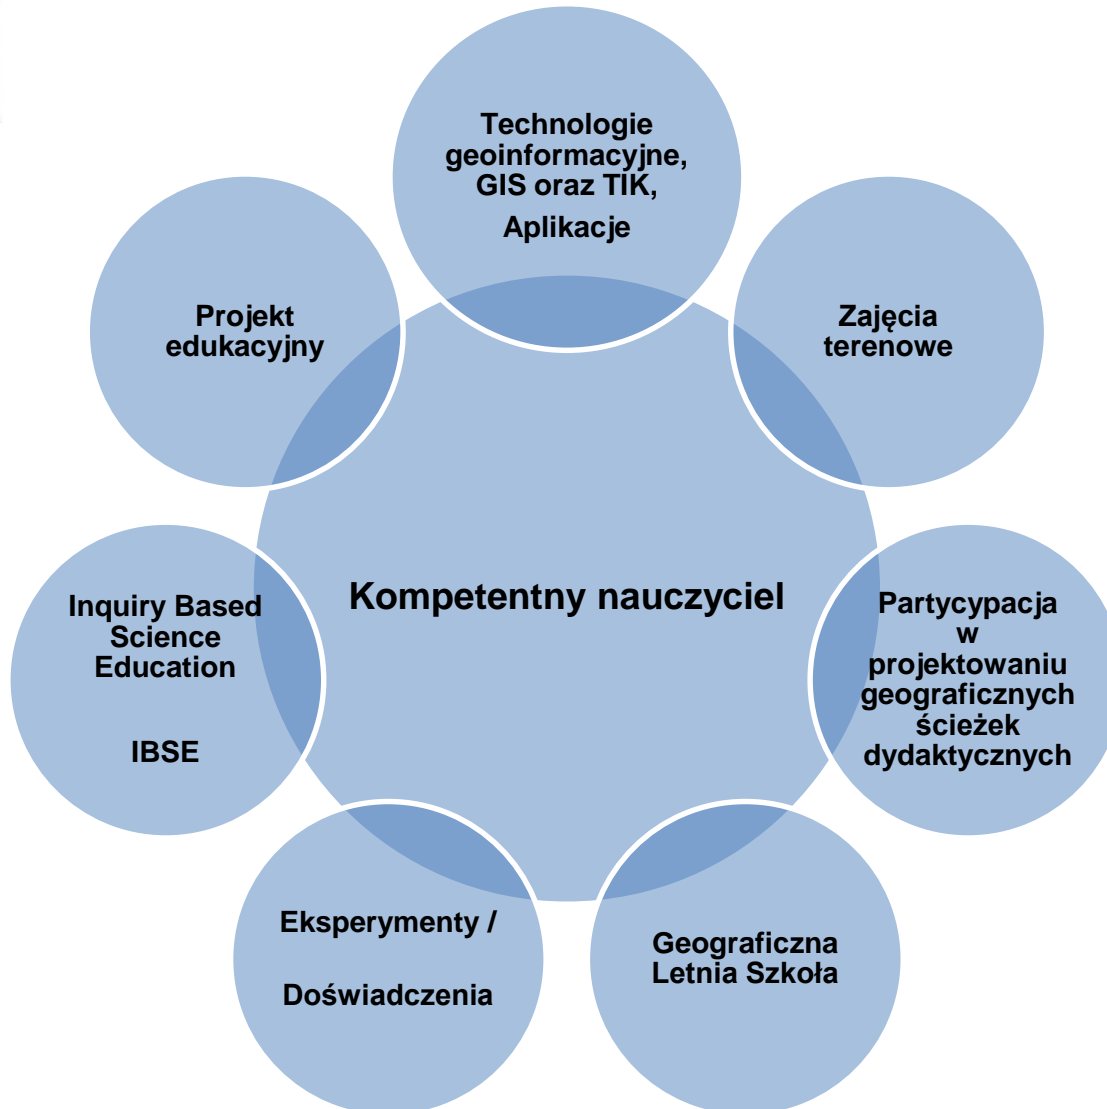 Technologie
geoinformacyjne,
GIS oraz TIK,
Aplikacje
Projekt
edukacyjny
Zajęcia
terenowe
Inquiry Based
Science
Education
IBSE
Kompetentny nauczyciel
Partycypacja
w
projektowaniu
geograficznych
ścieżek
dydaktycznych
Eksperymenty /
Doświadczenia
Geograficzna
Letnia Szkoła